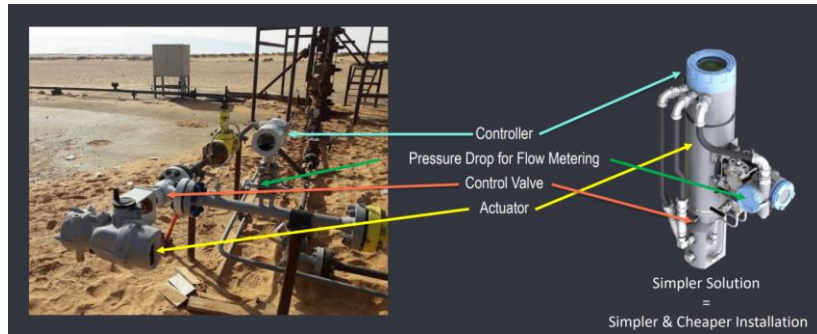 Controller
Pressure Drop for Flow Metering
Control Valve
Actuator
Simpler Solution
=
Simpler & Cheaper Installation